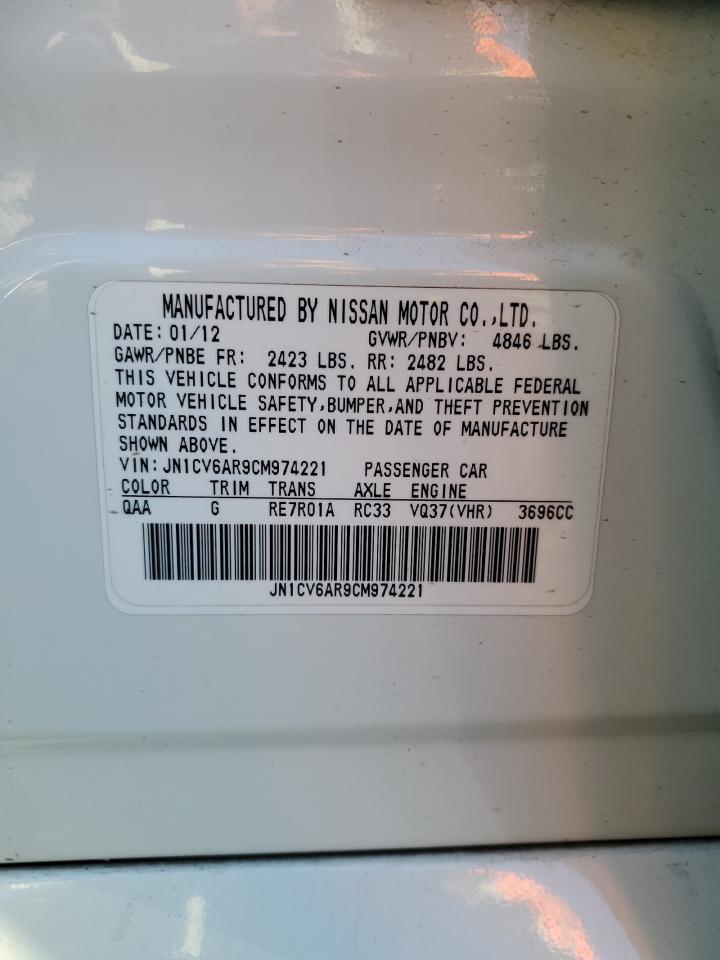 MANUFACTURED BY NISSAN MOTOR CO.,LTD.
DATE: 01/12 GVWR/PNBV: 4846 LBS.
GAWR/PNBE FR: 2423 LBS. RR: 2482 LBS.
THIS VEHICLE CONFORMS TO ALL APPLICABLE FEDERAL
MOTOR VEHICLE SAFETY,BUMPER,AND THEFT PREVENTION
STANDARDS IN EFFECT ON THE DATE OF MANUFACTURE
SHOWN ABOVE.
VIN: JN1CV6AR9CM974221 PASSENGER CAR
COLOR TRIM TRANS AXLE ENGINE
QAA G RE7R01A RC33 VQ37(VHR) 3696CC
JN1CV6AR9CM974221